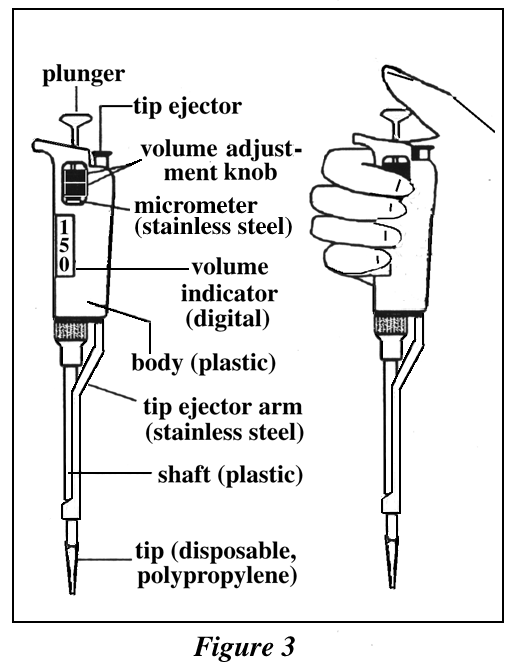 plunger
tip ejector
volume adjust-
ment knob
micrometer
(stainless steel)
1
5
0
volume
indicator
(digital)
body (plastic)
tip ejector arm
(stainless steel)
shaft (plastic)
tip (disposable,
polypropylene)
Figure 3